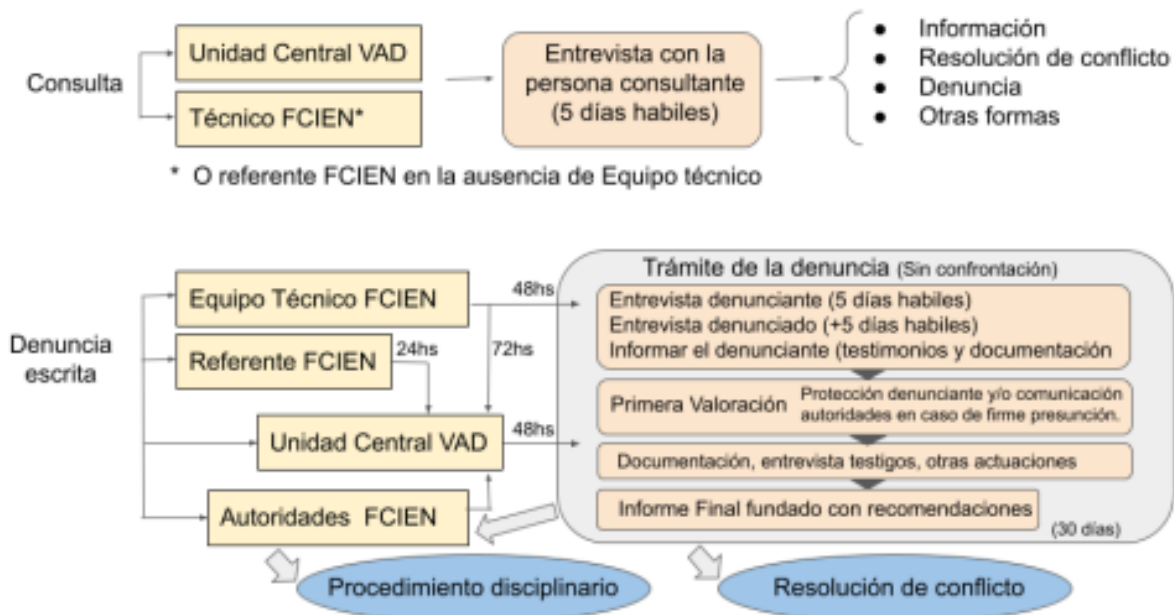 Consulta
Unidad Central VAD
Técnico FCIEN*
Entrevista con la
persona consultante
(5 días habiles)
● Información
● Resolución de conflicto
● Denuncia
● Otras formas
* O referente FCIEN en la ausencia de Equipo técnico
Denuncia
escrita
Equipo Técnico FCIEN
Referente FCIEN
Unidad Central VAD
Autoridades FCIEN
48hs
24hs
72hs
48hs
Trámite de la denuncia (Sin confrontación)
Entrevista denunciante (5 días habiles)
Entrevista denunciado (+5 días habiles)
Informar el denunciante (testimonios y documentación
Primera Valoración
Protección denunciante y/o comunicación
autoridades en caso de firme presunción.
Documentación, entrevista testigos, otras actuaciones
Informe Final fundado con recomendaciones
(30 días)
Procedimiento disciplinario
Resolución de conflicto